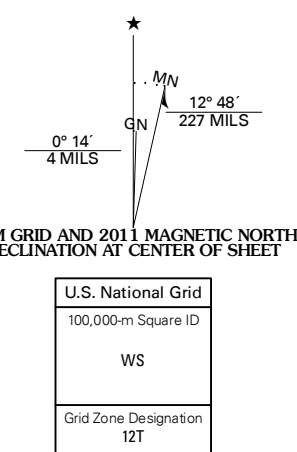 ★
MN
12° 48´
227 MILS
GN
0° 14´
4 MILS
M GRID AND 2011 MAGNETIC NORTH
ECLINATION AT CENTER OF SHEET
U.S. National Grid
100,000-m Square ID
WS
Grid Zone Designation
12T